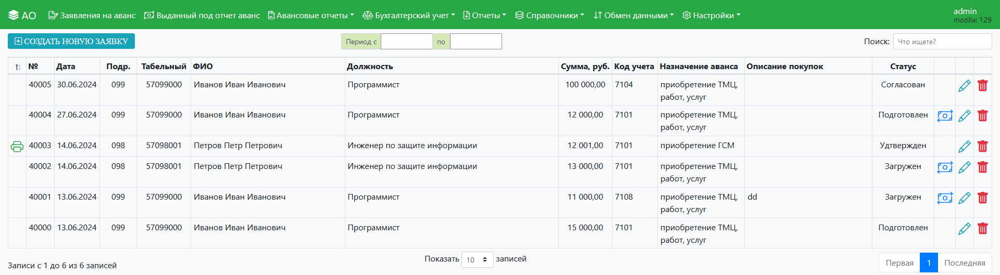 АО Заявления на аванс Выданный под отчет аванс Авансовые отчеты Бухгалтерский учет Отчеты Справочники Обмен данными Настройки admin
mozilla: 129
СОЗДАТЬ НОВУЮ ЗАЯВКУ Период с по Поиск: Что ищете?
№ Дата Подр. Табельный ФИО Должность Сумма, руб. Код учета Назначение аванса Описание покупок Статус
40005 30.06.2024 099 57099000 Иванов Иван Иванович Программист 100 000,00 7104 приобретение ТМЦ, Согласован
работ, услуг
40004 27.06.2024 099 57099000 Иванов Иван Иванович Программист 12 000,00 7101 приобретение ТМЦ, Подготовлен
работ, услуг
40003 14.06.2024 098 57098001 Петров Петр Петрович Инженер по защите информации 12 001,00 7101 приобретение ГСМ Удтвержден
40002 14.06.2024 098 57098001 Петров Петр Петрович Инженер по защите информации 13 000,00 7101 приобретение ТМЦ, Загружен
работ, услуг
40001 13.06.2024 099 57099000 Иванов Иван Иванович Программист 11 000,00 7108 приобретение ТМЦ, dd Загружен
работ, услуг
40000 13.06.2024 099 57099000 Иванов Иван Иванович Программист 15 000,00 7101 приобретение ТМЦ, Подготовлен
работ, услуг
Записи с 1 до 6 из 6 записей Показать 10 записей Первая 1 Последняя